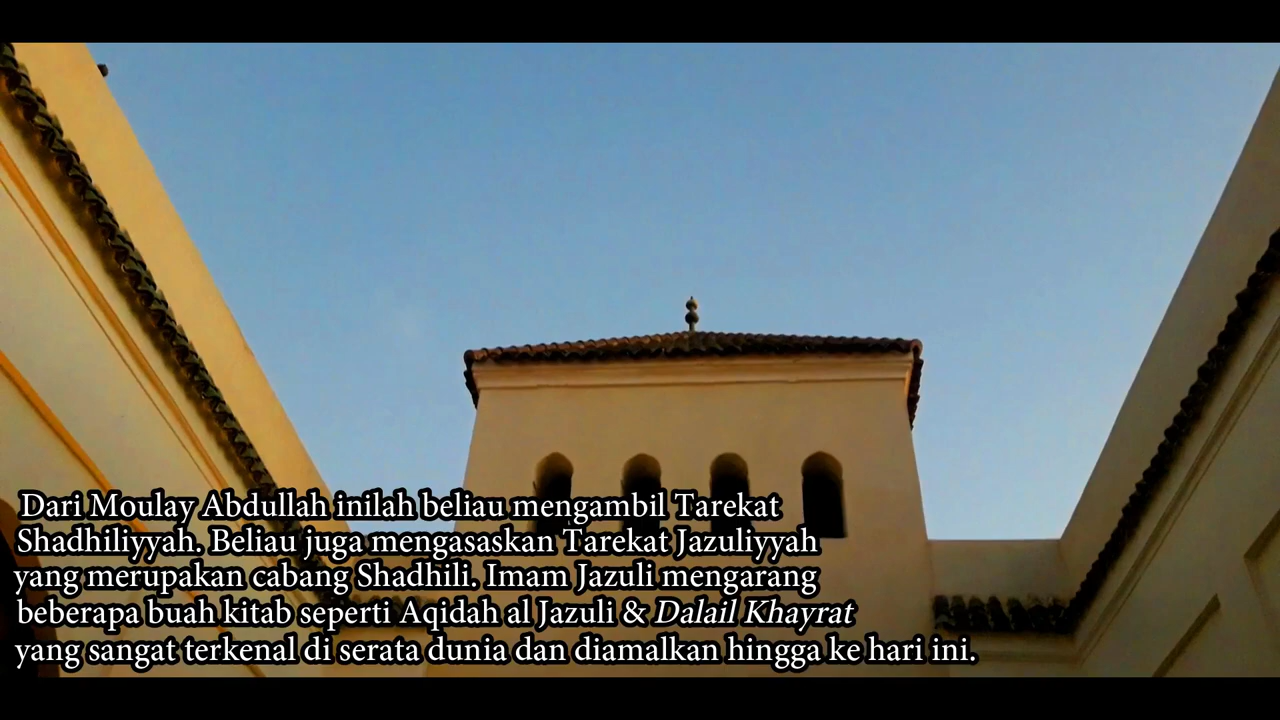 Dari Moulay Abdullah inilah beliau mengambil Tarekat
Shadhiliyyah. Beliau juga mengasaskan Tarekat Jazuliyyah
yang merupakan cabang Shadhili. Imam Jazuli mengarang
beberapa buah kitab seperti Aqidah al Jazuli & Dalail Khayrat
yang sangat terkenal di serata dunia dan diamalkan hingga ke hari ini.